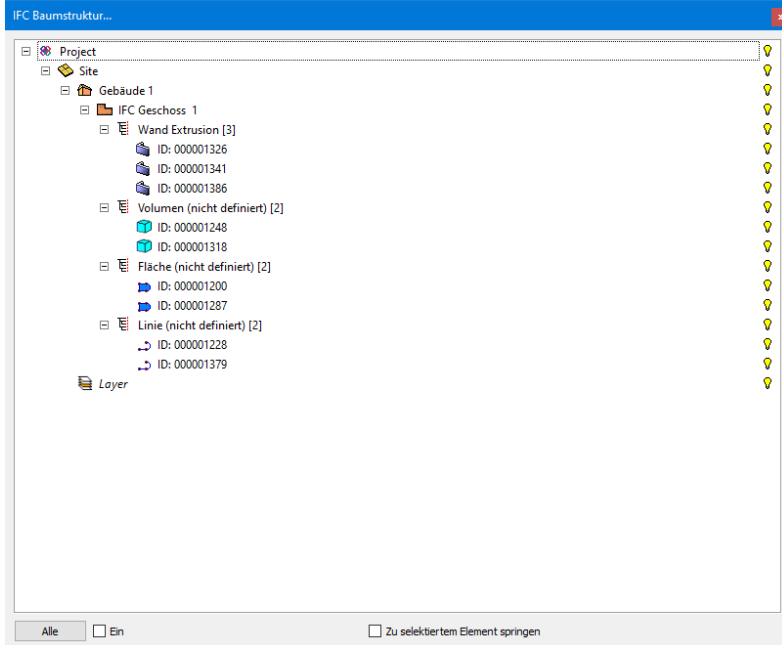 IFC Baumstruktur...
Project
Site
Gebäude 1
IFC Geschoss 1
Wand Extrusion [3]
ID: 000001326
ID: 000001341
ID: 000001386
Volumen (nicht definiert) [2]
ID: 000001248
ID: 000001318
Fläche (nicht definiert) [2]
ID: 000001200
ID: 000001287
Linie (nicht definiert) [2]
ID: 000001228
ID: 000001379
Layer
Alle Ein Zu selektiertem Element springen